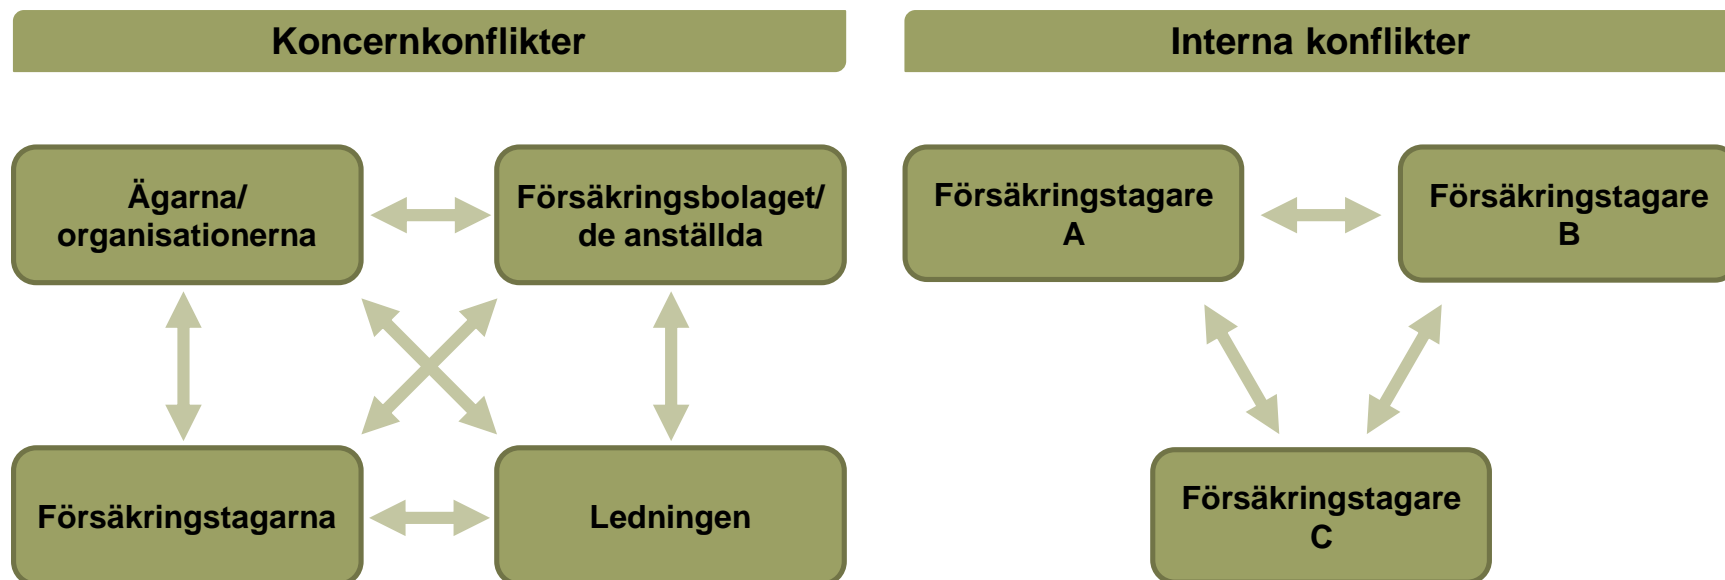 Koncernkonflikter
Interna konflikter
Ägarna/
organisationerna
Försäkringsbolaget/
de anställda
Försäkringstagarna
Ledningen
Försäkringstagare
A
Försäkringstagare
B
Försäkringstagare
C